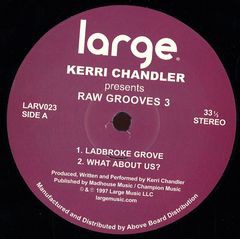 large®
KERRI CHANDLER
presents
RAW GROOVES 3
LARV023
SIDE A
33⅓
STEREO
1. LADBROKE GROVE
2. WHAT ABOUT US?
Produced, Written and Performed by Kerri Chandler
Published by Madhouse Music / Champion Music
℗ & © 1997 Large Music LLC
largemusic.com
Manufactured and Distributed by Above Board Distribution